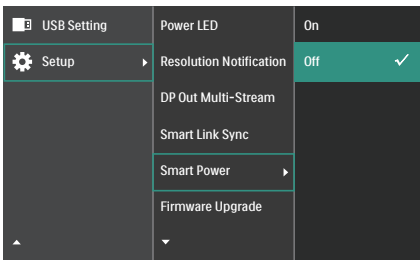 USB Setting
Setup
Power LED
Resolution Notification
DP Out Multi-Stream
Smart Link Sync
Smart Power
Firmware Upgrade
On
Off